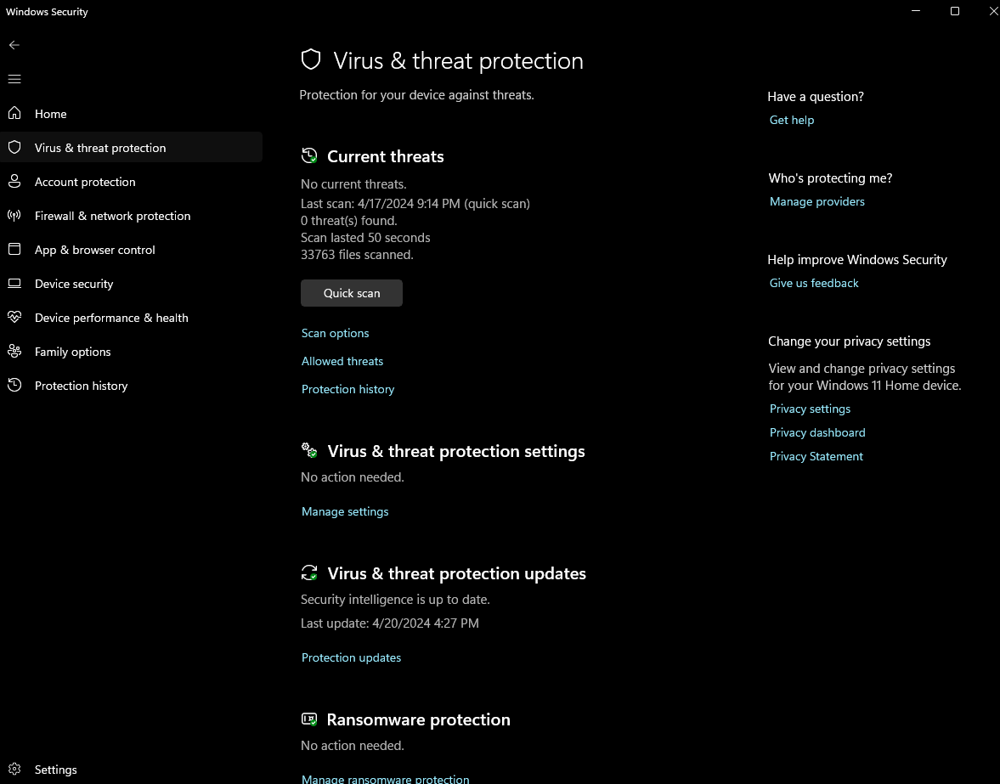 Windows Security
Home
Virus & threat protection
Account protection
Firewall & network protection
App & browser control
Device security
Device performance & health
Family options
Protection history
Settings
Virus & threat protection
Protection for your device against threats.
Current threats
No current threats.
Last scan: 4/17/2024 9:14 PM (quick scan)
0 threat(s) found.
Scan lasted 50 seconds
33763 files scanned.
Quick scan
Scan options
Allowed threats
Protection history
Virus & threat protection settings
No action needed.
Manage settings
Virus & threat protection updates
Security intelligence is up to date.
Last update: 4/20/2024 4:27 PM
Protection updates
Ransomware protection
No action needed.
Manage ransomware protection
Have a question?
Get help
Who's protecting me?
Manage providers
Help improve Windows Security
Give us feedback
Change your privacy settings
View and change privacy settings
for your Windows 11 Home device.
Privacy settings
Privacy dashboard
Privacy Statement